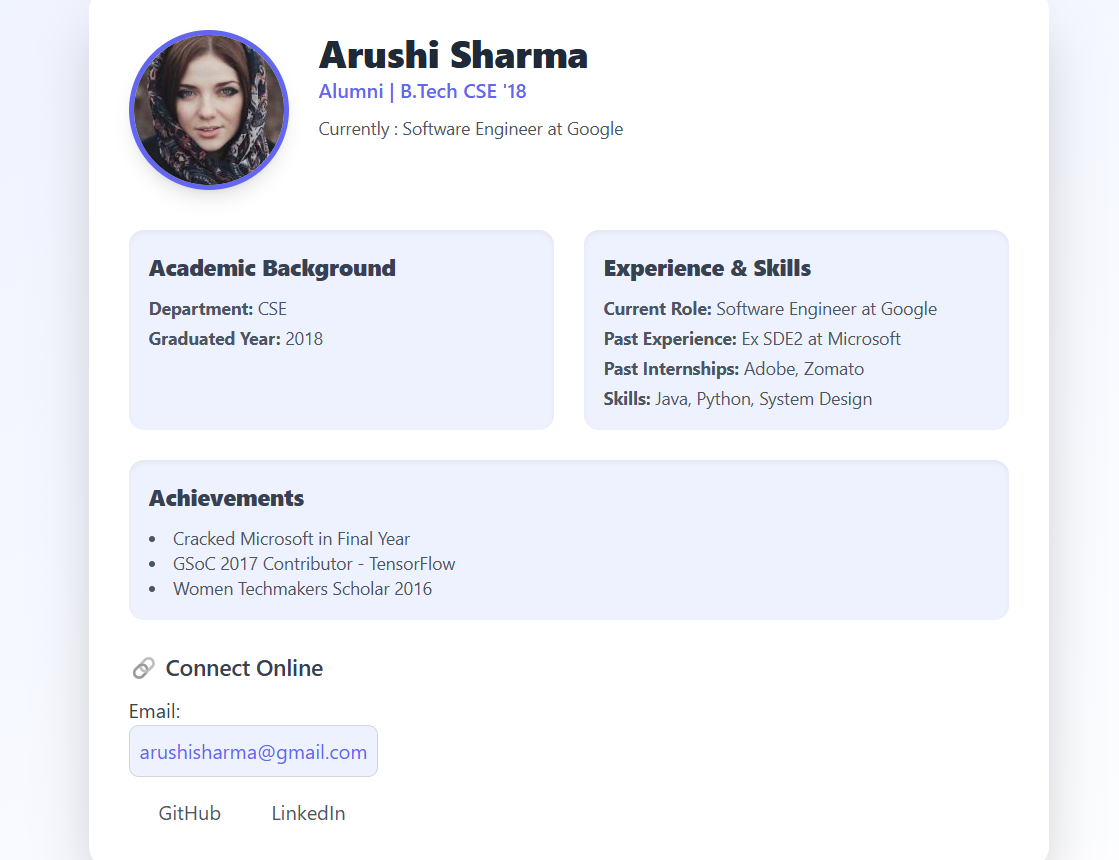 Arushi Sharma
Alumni | B.Tech CSE '18
Currently : Software Engineer at Google
Academic Background
Department: CSE
Graduated Year: 2018
Experience & Skills
Current Role: Software Engineer at Google
Past Experience: Ex SDE2 at Microsoft
Past Internships: Adobe, Zomato
Skills: Java, Python, System Design
Achievements
• Cracked Microsoft in Final Year
• GSoC 2017 Contributor - TensorFlow
• Women Techmakers Scholar 2016
Connect Online
Email:
arushisharma@gmail.com
GitHub LinkedIn